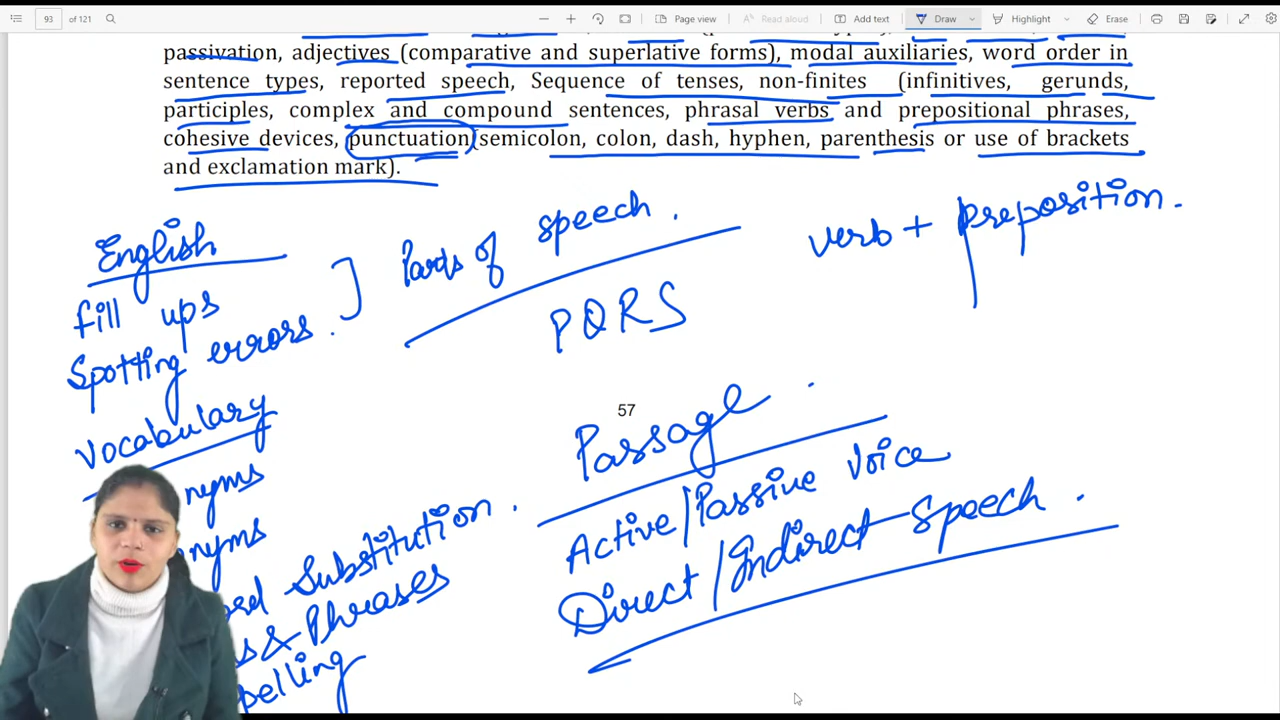 93 of 121
Page view
Read aloud
Add text
Draw
Highlight
Erase
passivation, adjectives (comparative and superlative forms), modal auxiliaries, word order in
sentence types, reported speech, Sequence of tenses, non-finites (infinitives, gerunds,
participles, complex and compound sentences, phrasal verbs and prepositional phrases,
cohesive devices, punctuation (semicolon, colon, dash, hyphen, parenthesis or use of brackets
and exclamation mark).
English
fill ups
Spotting errors.
Parts of speech.
verb + Preposition.
PQRS
Vocabulary
nyms
nyms
Substitution.
& Phrases
pelling
57
Passage
Active/Passive Voice
Direct/Indirect Speech.